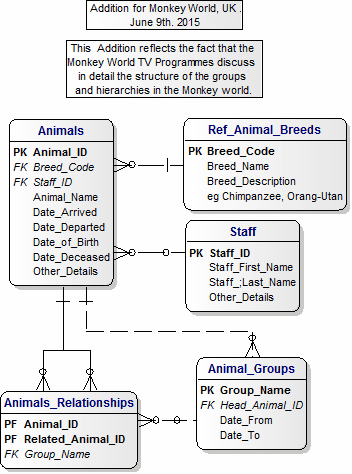 Addition for Monkey World, UK .
June 9th. 2015
This Addition reflects the fact that the
Monkey World TV Programmes discuss
in detail the structure of the groups
and hierarchies in the Monkey world.
Animals
PK Animal_ID
FK Breed_Code
FK Staff_ID
Animal_Name
Date_Arrived
Date_Departed
Date_of_Birth
Date_Deceased
Other_Details
Ref_Animal_Breeds
PK Breed_Code
Breed_Name
Breed_Description
eg Chimpanzee, Orang-Utan
Staff
PK Staff_ID
Staff_First_Name
Staff_;Last_Name
Other_Details
Animal_Groups
PK Group_Name
FK Head_Animal_ID
Date_From
Date_To
Animals_Relationships
PF Animal_ID
PF Related_Animal_ID
FK Group_Name